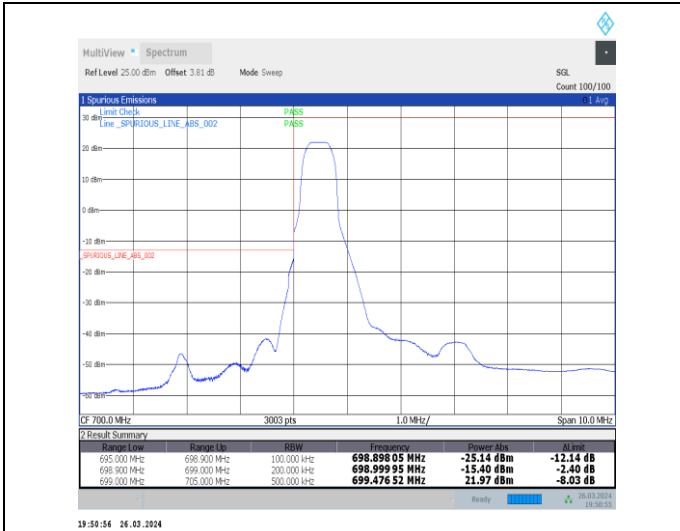 MultiView Spectrum
Ref Level 25.00 dBm Offset 3.81 dB Mode Sweep SGL
Count 100/100
1 Spurious Emissions 1 Avg
Limit Check PASS
Line _SPURIOUS_LINE_ABS_002 PASS
30 dBm
20 dBm
10 dBm
0 dBm
-10 dBm
_SPURIOUS_LINE_ABS_002
-20 dBm
-30 dBm
-40 dBm
-50 dBm
-60 dBm
CF 700.0 MHz 3003 pts 1.0 MHz/ Span 10.0 MHz
2 Result Summary
Range Low Range Up RBW Frequency Power Abs ΔLimit
695.000 MHz 698.900 MHz 100.000 kHz 698.898 05 MHz -25.14 dBm -12.14 dB
698.900 MHz 699.000 MHz 200.000 kHz 698.999 95 MHz -15.40 dBm -2.40 dB
699.000 MHz 705.000 MHz 500.000 kHz 699.476 52 MHz 21.97 dBm -8.03 dB
Ready 26.03.2024
19:50:55
19:50:56 26.03.2024